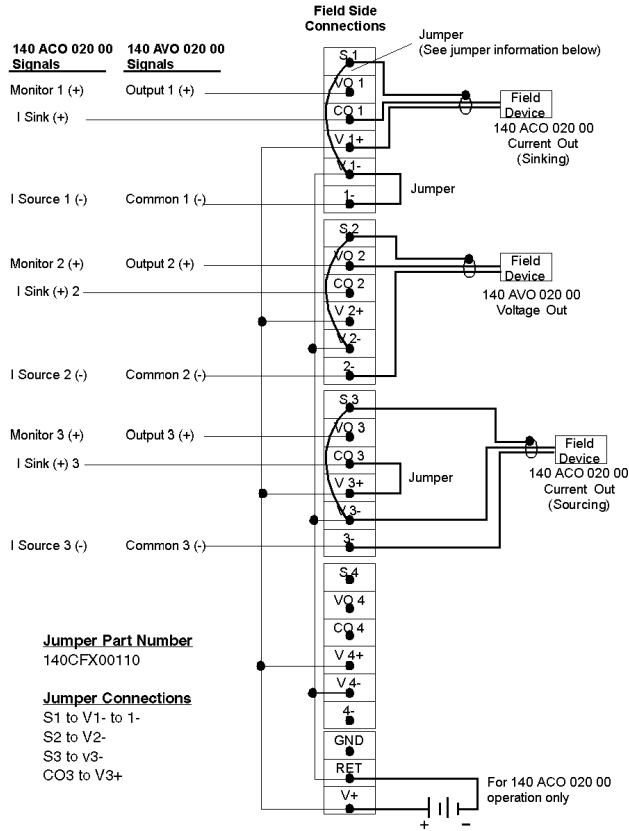 Field Side
Connections
140 ACO 020 00
Signals
140 AVO 020 00
Signals
Jumper
(See jumper information below)
S 1
Monitor 1 (+)
Output 1 (+)
VO 1
I Sink (+)
CO 1
V 1+
V 1-
I Source 1 (-)
Common 1 (-)
1-
Jumper
Field
Device
140 ACO 020 00
Current Out
(Sinking)
S 2
Monitor 2 (+)
Output 2 (+)
VO 2
I Sink (+) 2
CO 2
V 2+
V 2-
I Source 2 (-)
Common 2 (-)
2-
Field
Device
140 AVO 020 00
Voltage Out
S 3
Monitor 3 (+)
Output 3 (+)
VO 3
I Sink (+) 3
CO 3
V 3+
Jumper
V 3-
I Source 3 (-)
Common 3 (-)
3-
Field
Device
140 ACO 020 00
Current Out
(Sourcing)
S 4
VO 4
CO 4
V 4+
V 4-
4-
GND
RET
V+
Jumper Part Number
140CFX00110
Jumper Connections
S1 to V1- to 1-
S2 to V2-
S3 to v3-
CO3 to V3+
For 140 ACO 020 00
operation only
+ −